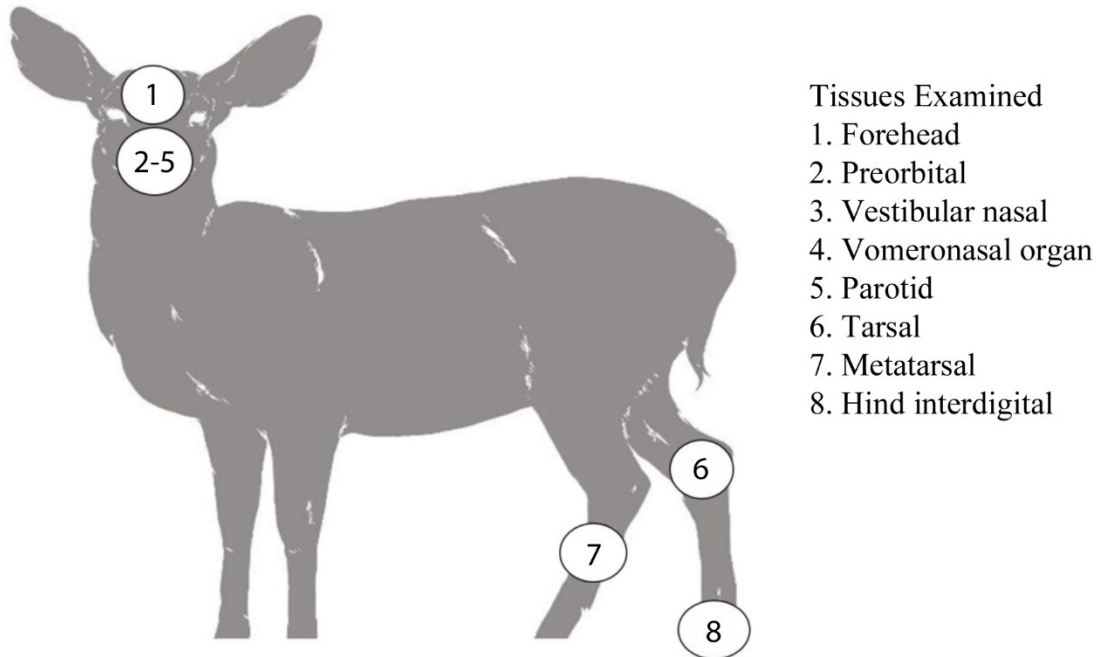 1
2-5
6
7
8
Tissues Examined
1. Forehead
2. Preorbital
3. Vestibular nasal
4. Vomeronasal organ
5. Parotid
6. Tarsal
7. Metatarsal
8. Hind interdigital